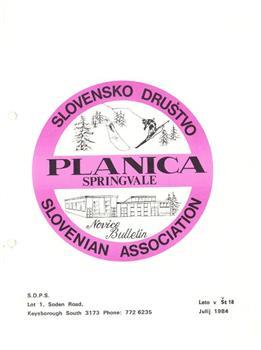 SLOVENSKO DRUŠTVO
PLANICA
SPRINGVALE
Novice
Bulletin
SLOVENIAN ASSOCIATION
S.D.P.S.
Lot 1, Soden Road,
Keysborough South 3173 Phone: 772 6235
Leto V Št 18
Julij 1984